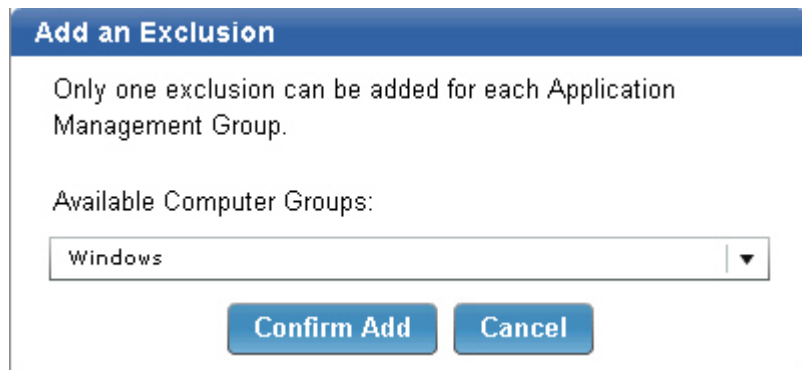 Add an Exclusion
Only one exclusion can be added for each Application
Management Group.
Available Computer Groups:
Windows
Confirm Add Cancel